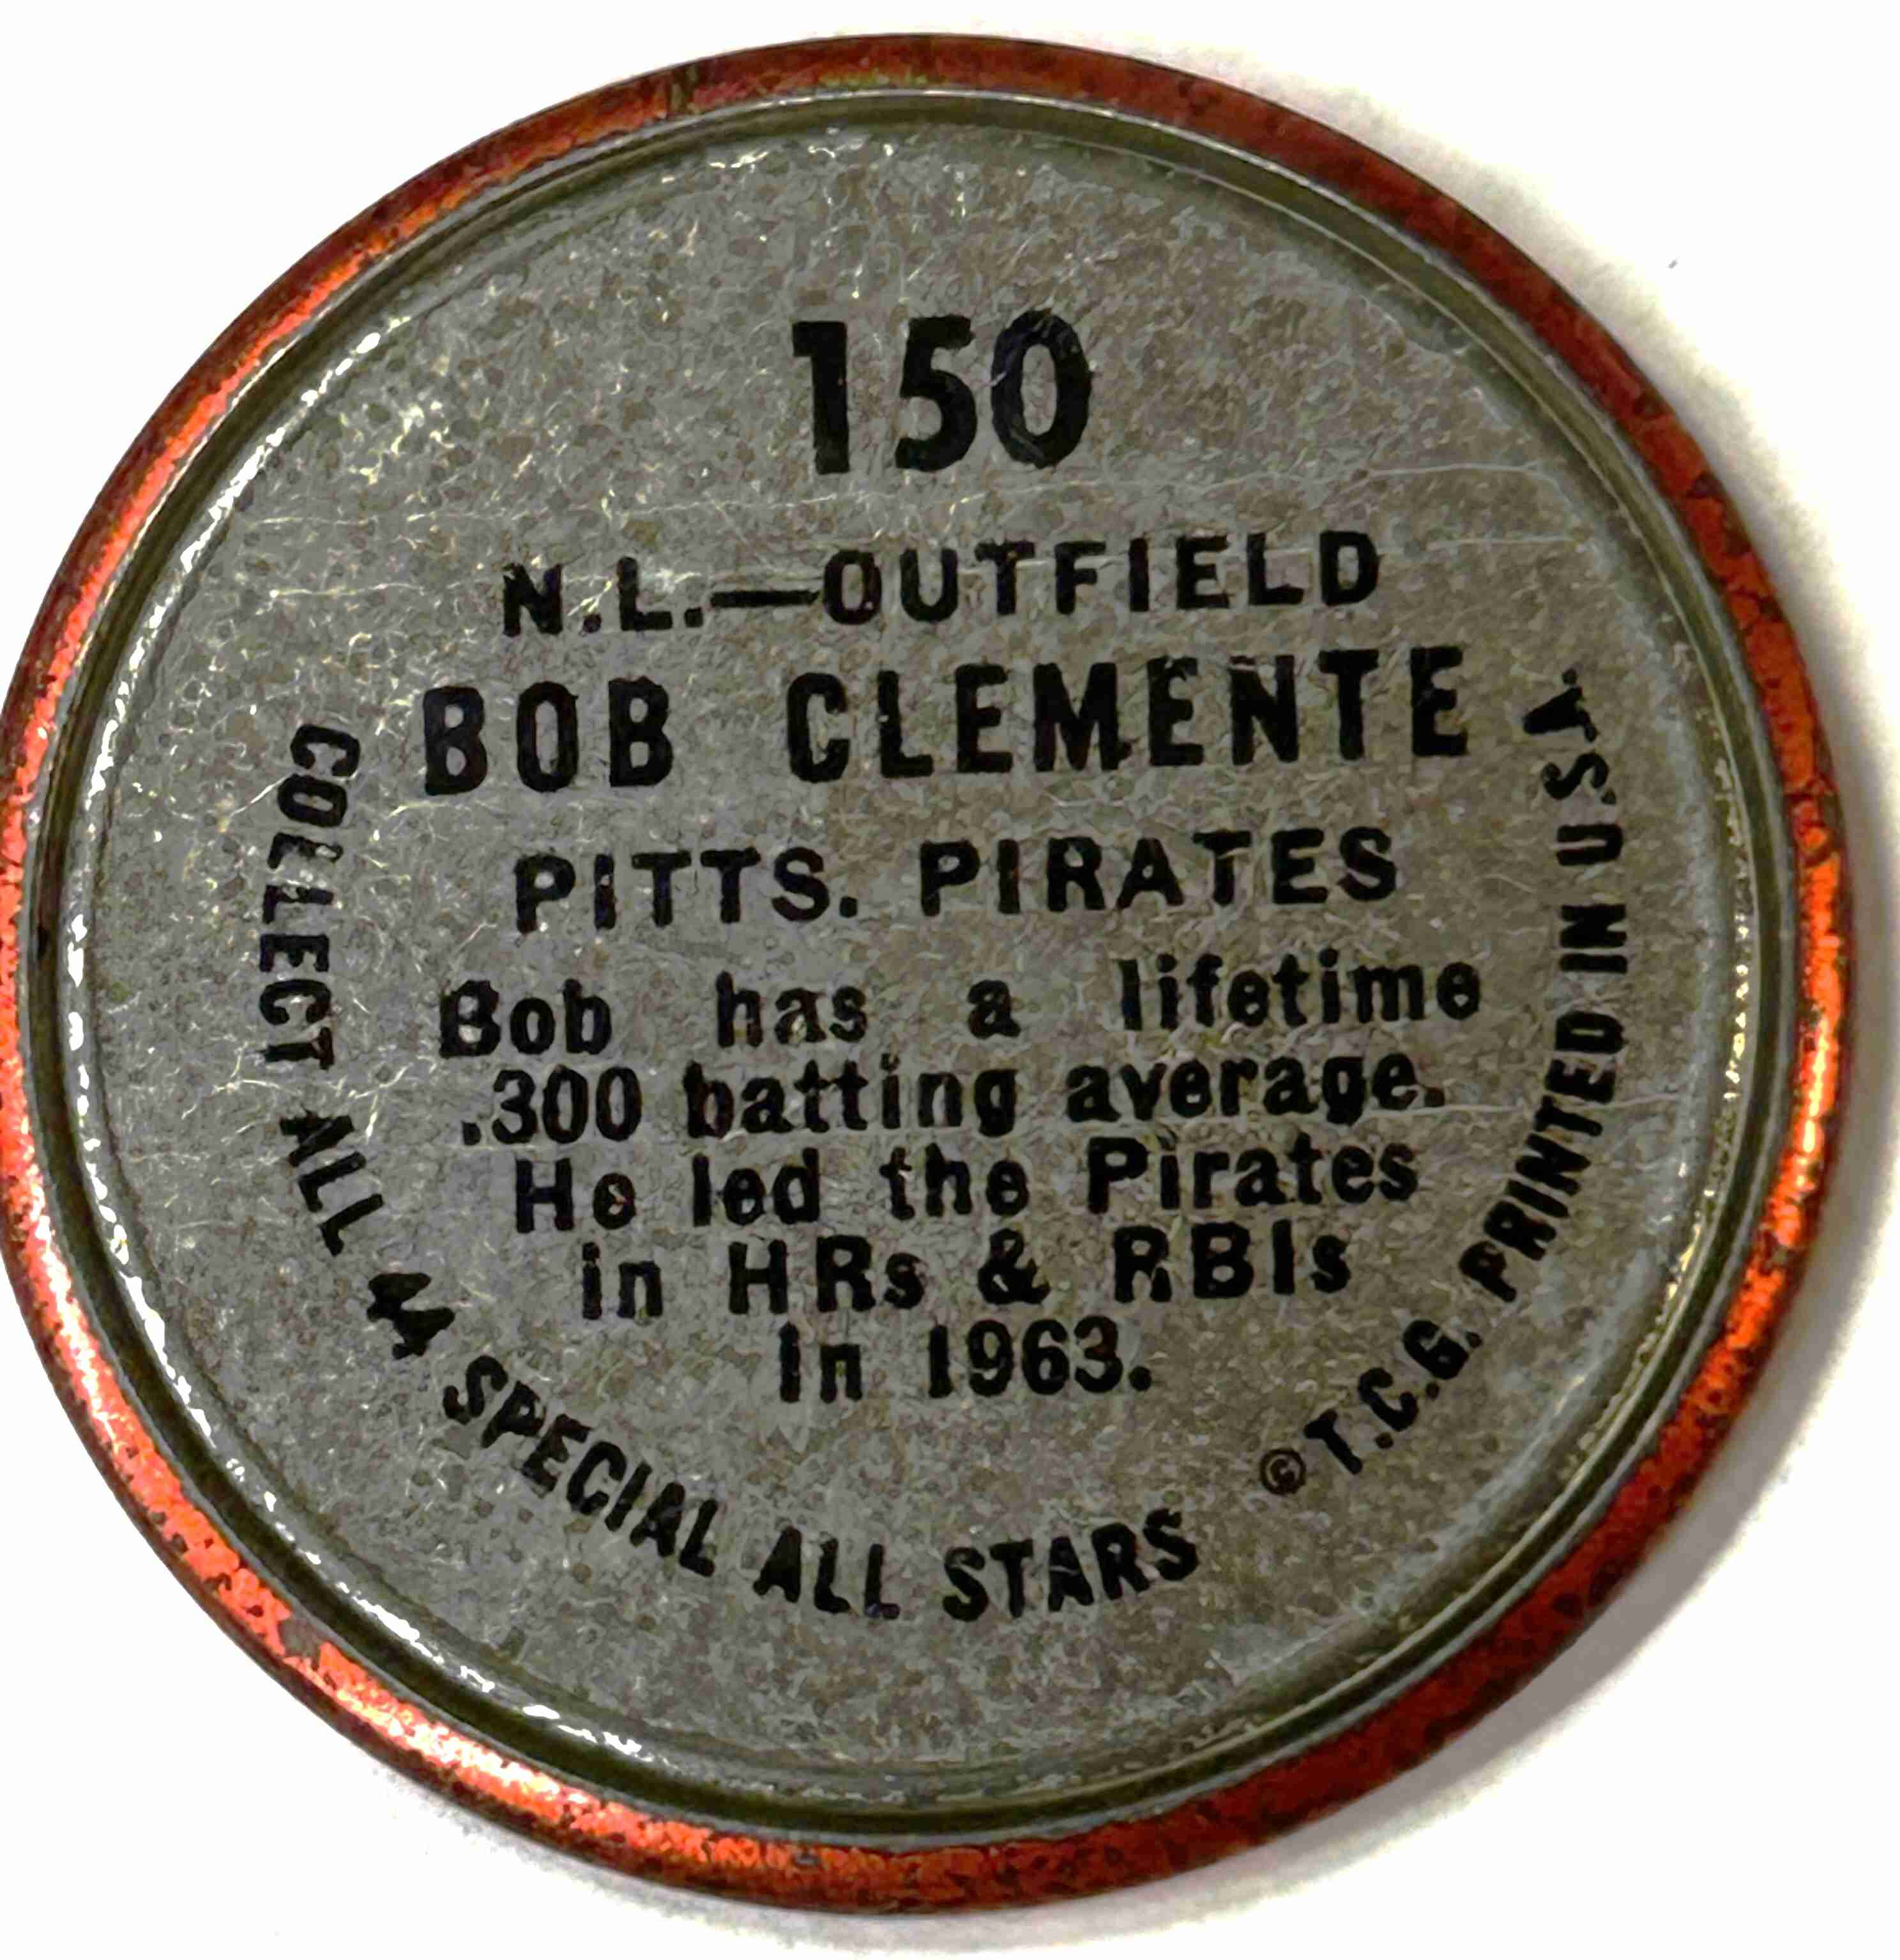 150
N.L.—OUTFIELD
BOB CLEMENTE
PITTS. PIRATES
Bob has a lifetime
.300 batting average.
He led the Pirates
in HRs & RBIs
in 1963.
COLLECT ALL 44 SPECIAL ALL STARS
© T.C.G. PRINTED IN U.S.A.